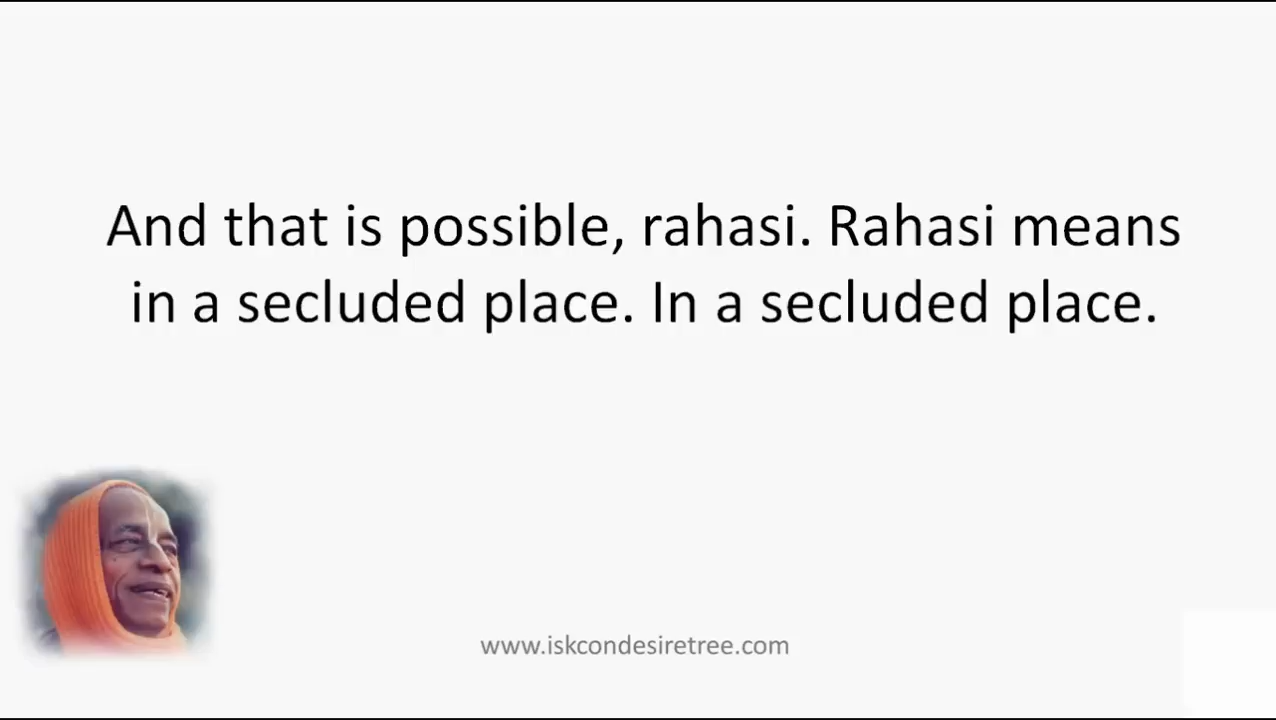 And that is possible, rahasi. Rahasi means
in a secluded place. In a secluded place.
www.iskcondesiretree.com